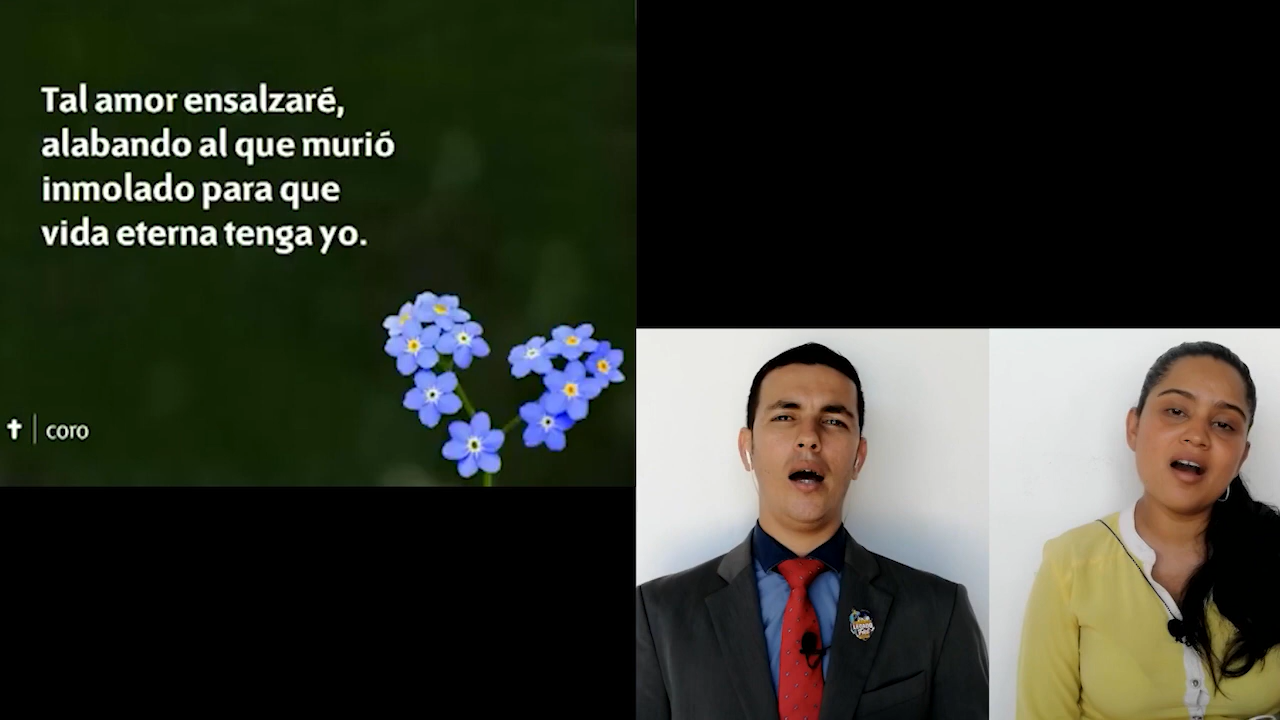 Tal amor ensalzaré,
alabando al que murió
inmolado para que
vida eterna tenga yo.
coro